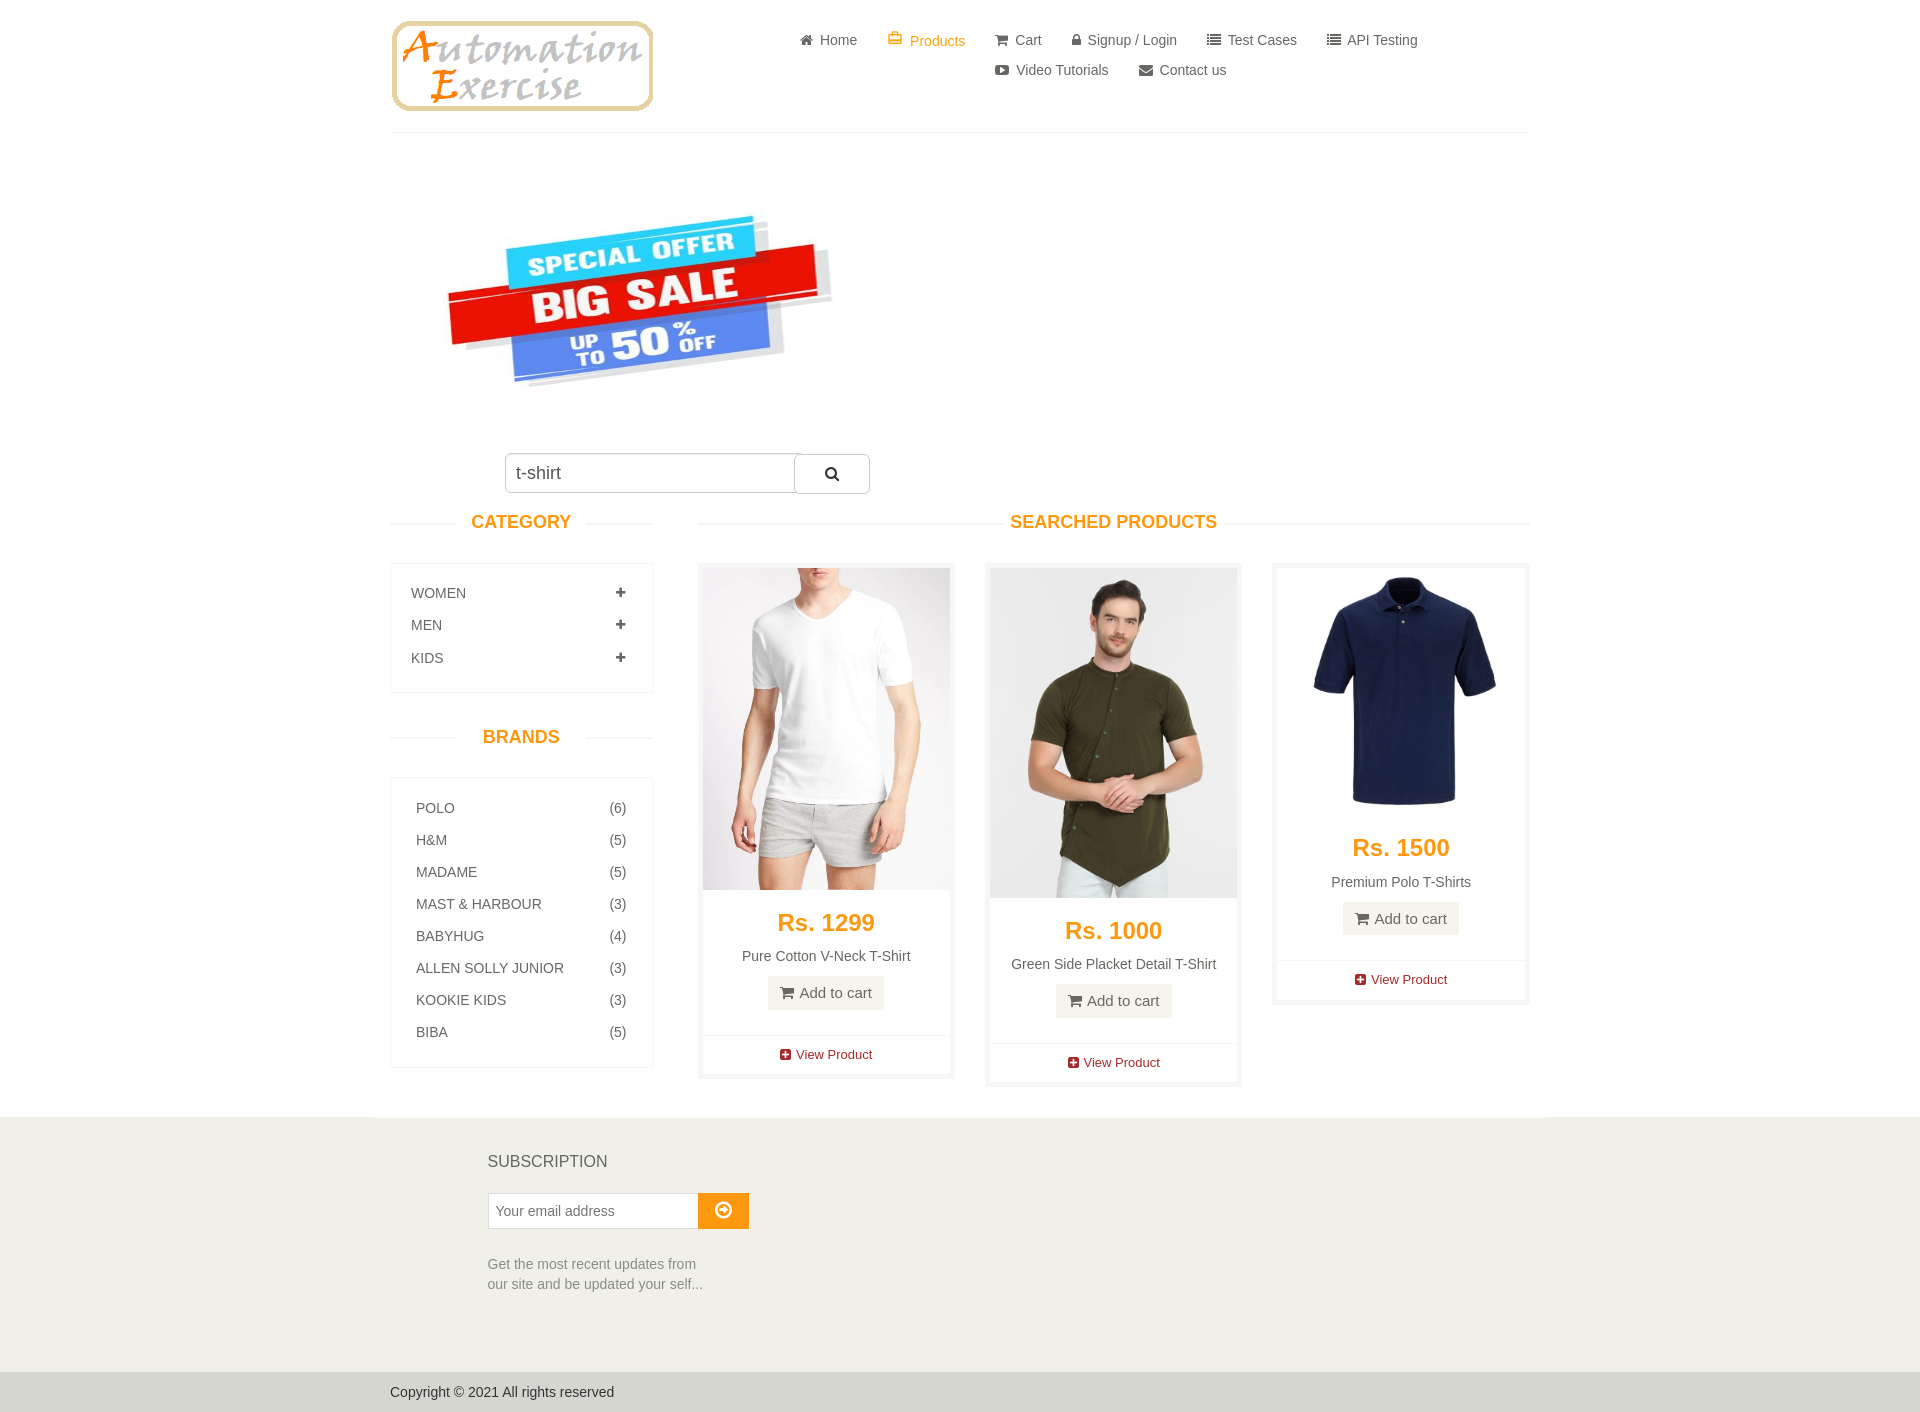 Automation
Exercise
Home
Products
Cart
Signup / Login
Test Cases
API Testing
Video Tutorials
Contact us
SPECIAL OFFER
BIG SALE
UP TO 50% OFF
t-shirt
CATEGORY
WOMEN
MEN
KIDS
BRANDS
POLO (6)
H&M (5)
MADAME (5)
MAST & HARBOUR (3)
BABYHUG (4)
ALLEN SOLLY JUNIOR (3)
KOOKIE KIDS (3)
BIBA (5)
SEARCHED PRODUCTS
Rs. 1299
Pure Cotton V-Neck T-Shirt
Add to cart
View Product
Rs. 1000
Green Side Placket Detail T-Shirt
Add to cart
View Product
Rs. 1500
Premium Polo T-Shirts
Add to cart
View Product
SUBSCRIPTION
Your email address
Get the most recent updates from
our site and be updated your self...
Copyright © 2021 All rights reserved